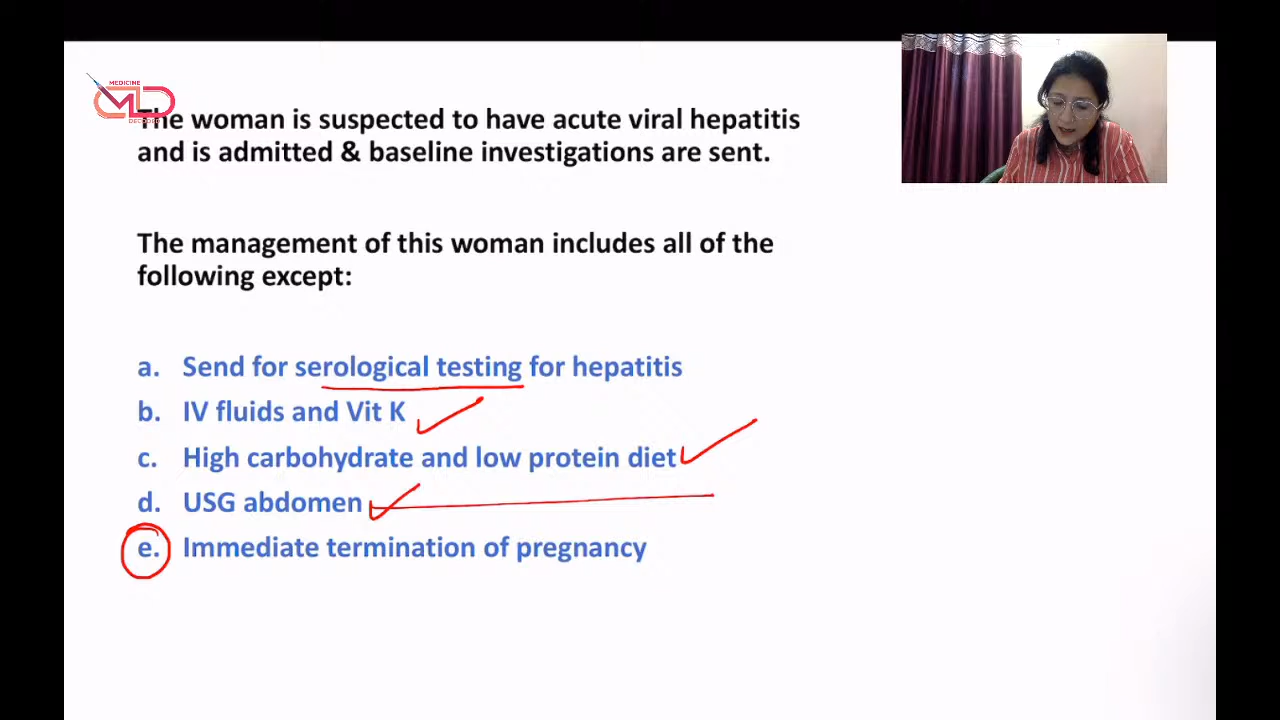 MEDICINE
MD
DECODED
The woman is suspected to have acute viral hepatitis
and is admitted & baseline investigations are sent.
The management of this woman includes all of the
following except:
a. Send for serological testing for hepatitis
b. IV fluids and Vit K
c. High carbohydrate and low protein diet
d. USG abdomen
e. Immediate termination of pregnancy